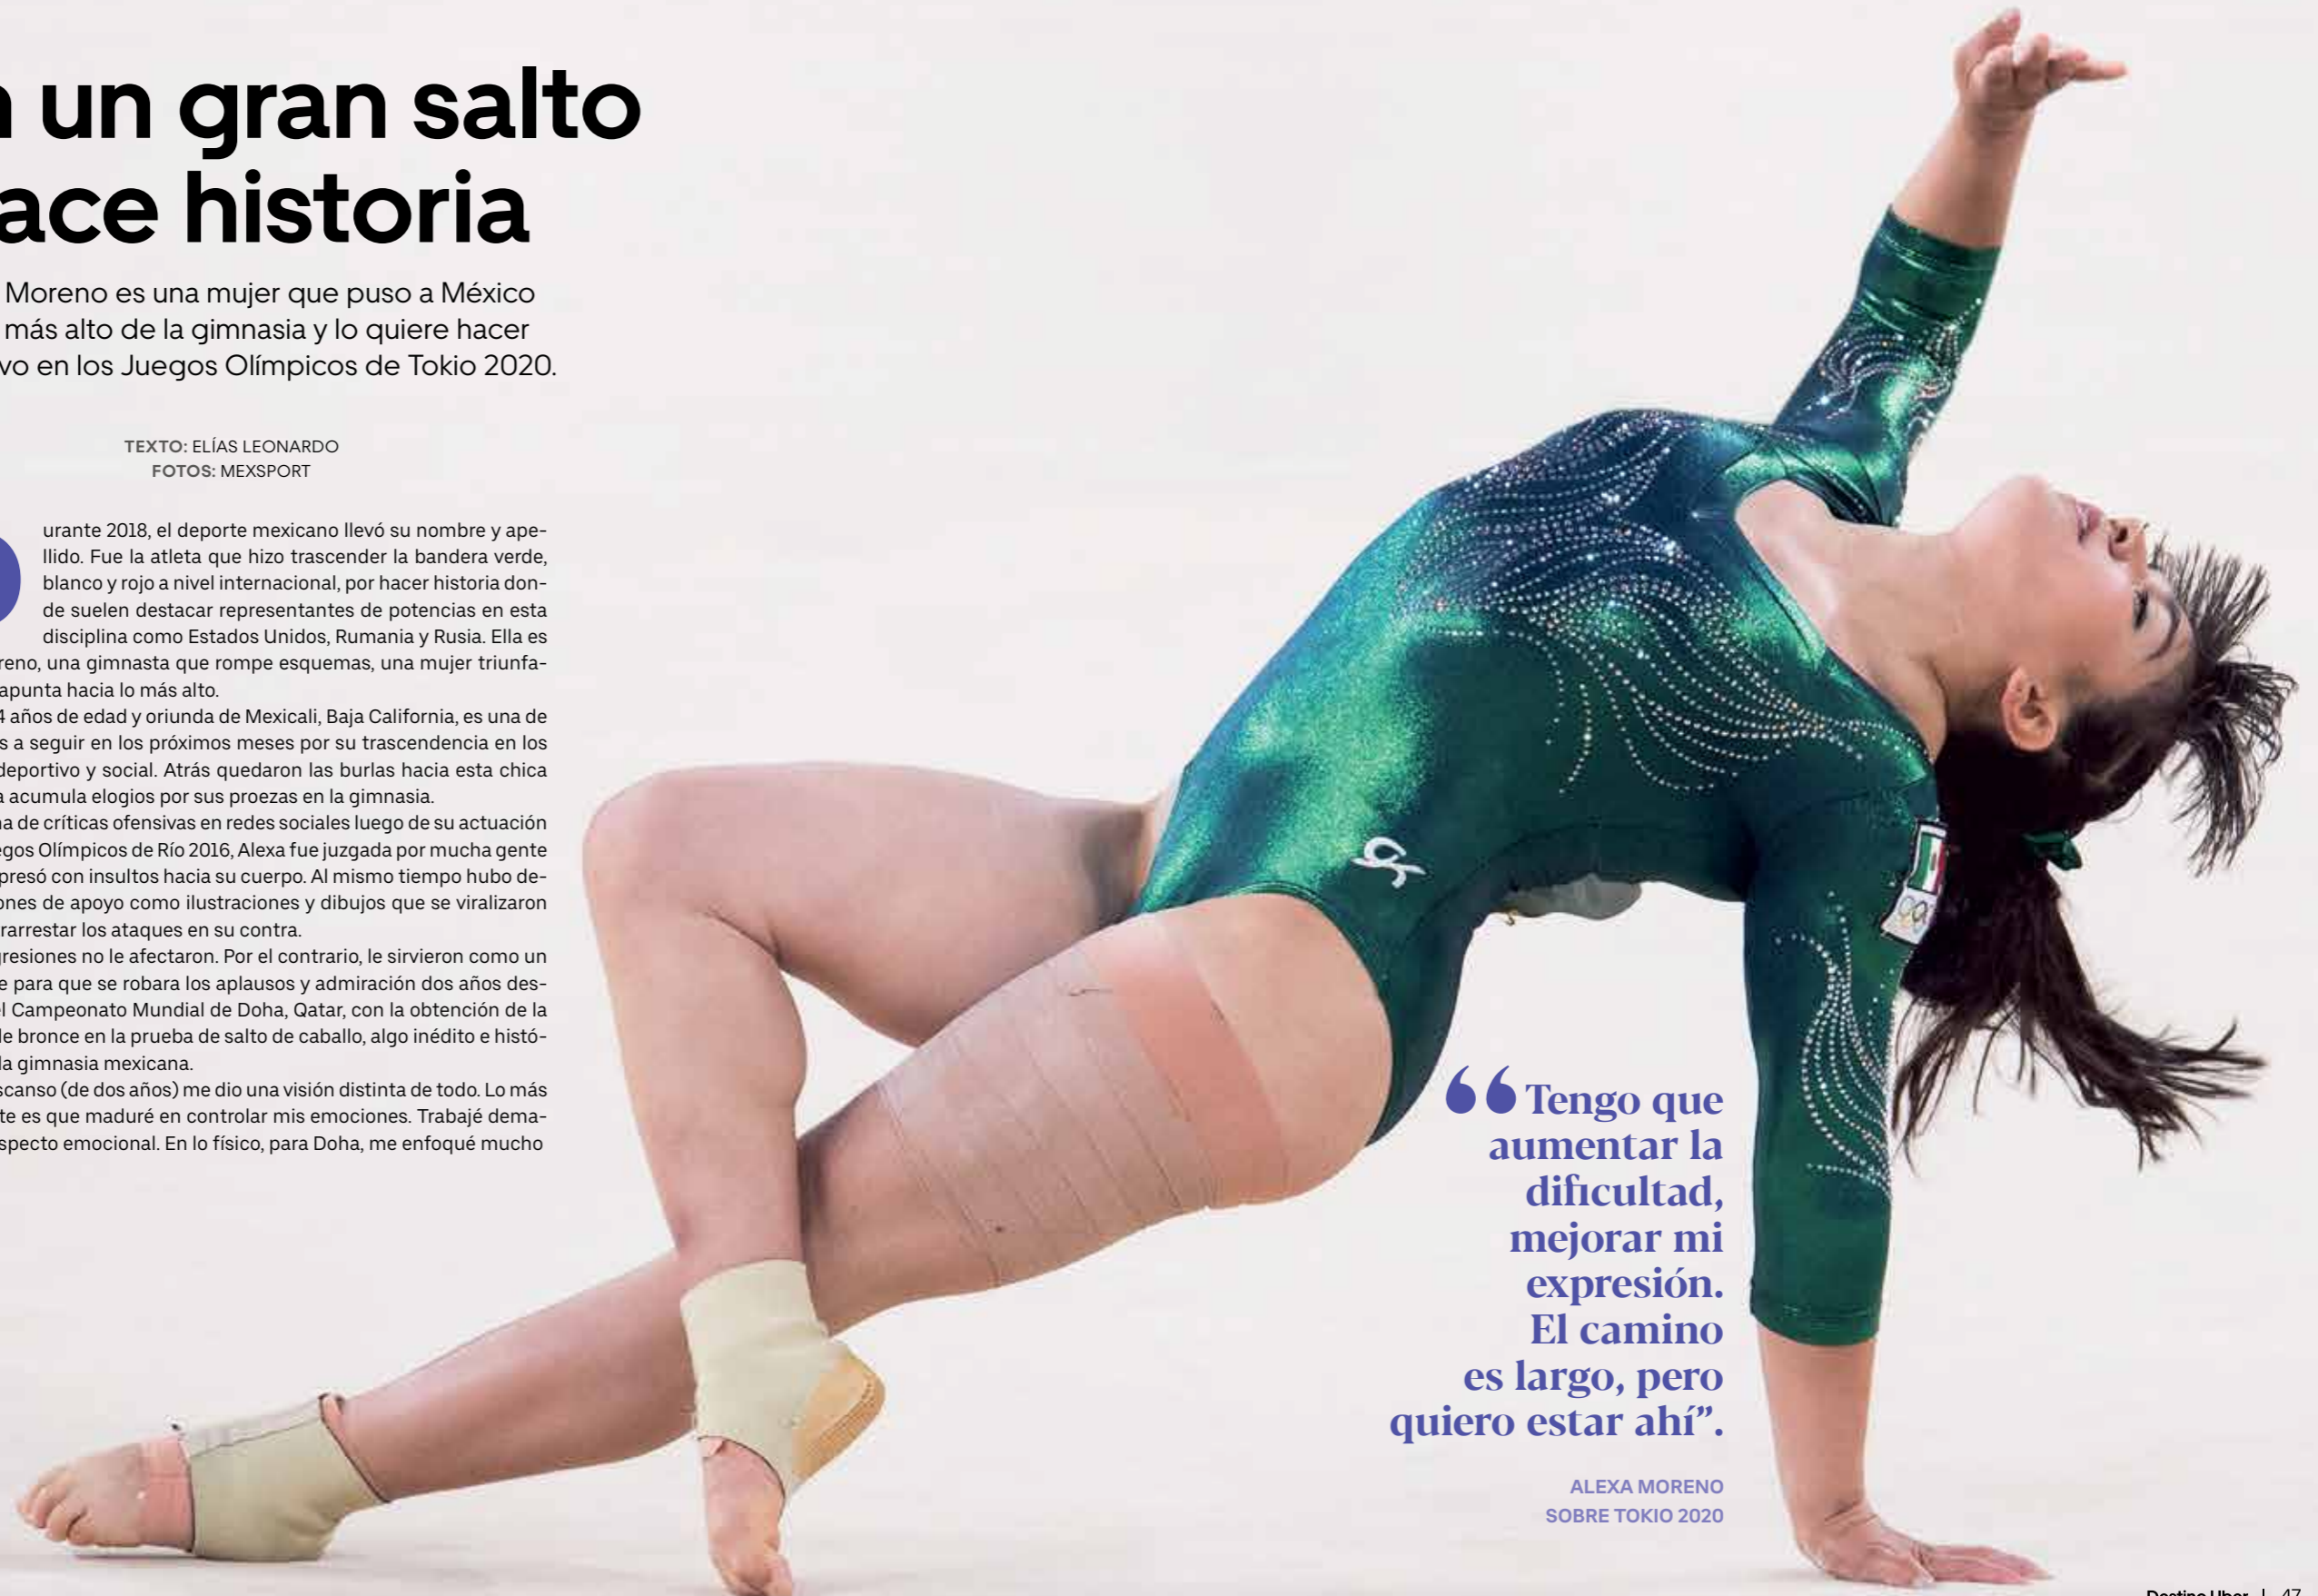 n un gran salto
ace historia
Moreno es una mujer que puso a México
más alto de la gimnasia y lo quiere hacer
vo en los Juegos Olímpicos de Tokio 2020.
TEXTO: ELÍAS LEONARDO
FOTOS: MEXSPORT
urante 2018, el deporte mexicano llevó su nombre y ape-
llido. Fue la atleta que hizo trascender la bandera verde,
blanco y rojo a nivel internacional, por hacer historia don-
de suelen destacar representantes de potencias en esta
disciplina como Estados Unidos, Rumania y Rusia. Ella es
reno, una gimnasta que rompe esquemas, una mujer triunfa-
apunta hacia lo más alto.
4 años de edad y oriunda de Mexicali, Baja California, es una de
s a seguir en los próximos meses por su trascendencia en los
deportivo y social. Atrás quedaron las burlas hacia esta chica
a acumula elogios por sus proezas en la gimnasia.
na de críticas ofensivas en redes sociales luego de su actuación
egos Olímpicos de Río 2016, Alexa fue juzgada por mucha gente
presó con insultos hacia su cuerpo. Al mismo tiempo hubo de-
ones de apoyo como ilustraciones y dibujos que se viralizaron
rarrestar los ataques en su contra.
gresiones no le afectaron. Por el contrario, le sirvieron como un
e para que se robara los aplausos y admiración dos años des-
el Campeonato Mundial de Doha, Qatar, con la obtención de la
de bronce en la prueba de salto de caballo, algo inédito e histó-
la gimnasia mexicana.
scanso (de dos años) me dio una visión distinta de todo. Lo más
te es que maduré en controlar mis emociones. Trabajé dema-
specto emocional. En lo físico, para Doha, me enfoqué mucho
GK
“Tengo que
aumentar la
dificultad,
mejorar mi
expresión.
El camino
es largo, pero
quiero estar ahí”.
ALEXA MORENO
SOBRE TOKIO 2020
Destino Uber | 47